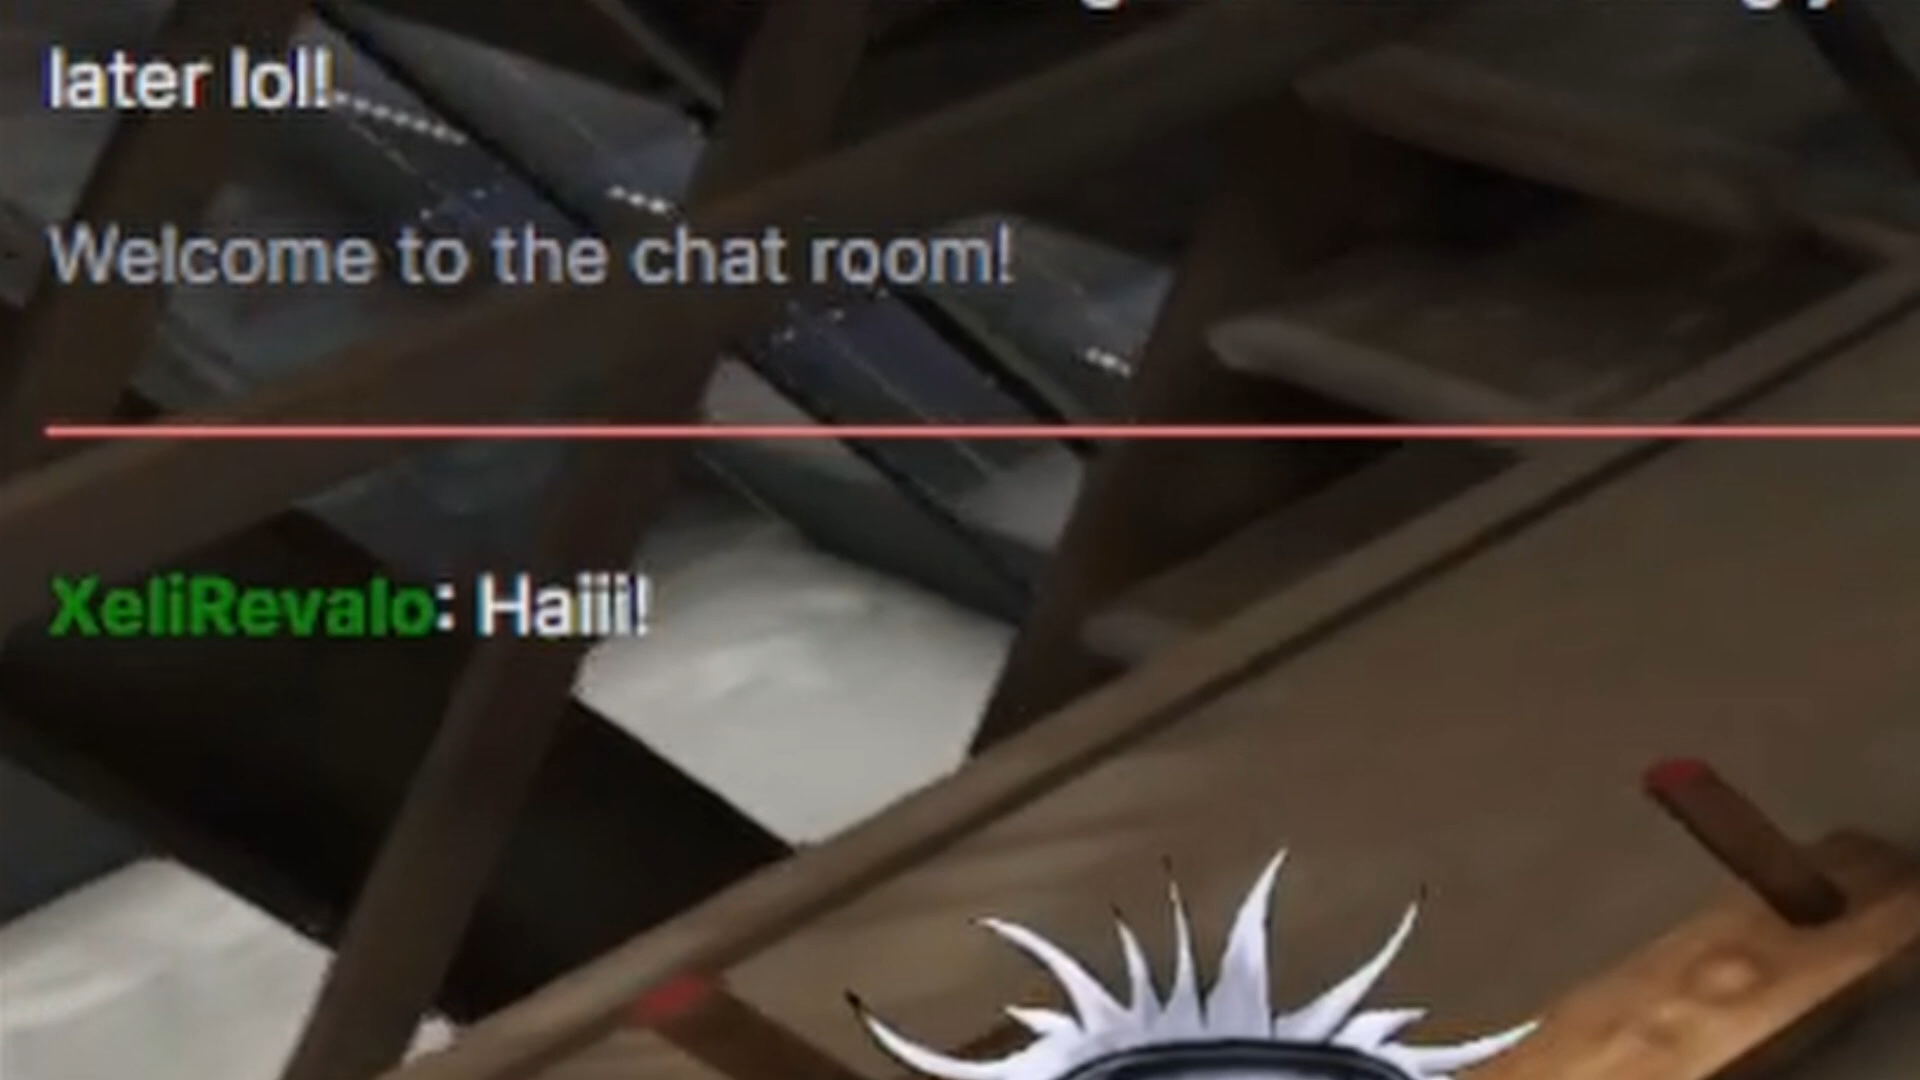 later lol!
Welcome to the chat room!
XeliRevalo: Haiii!